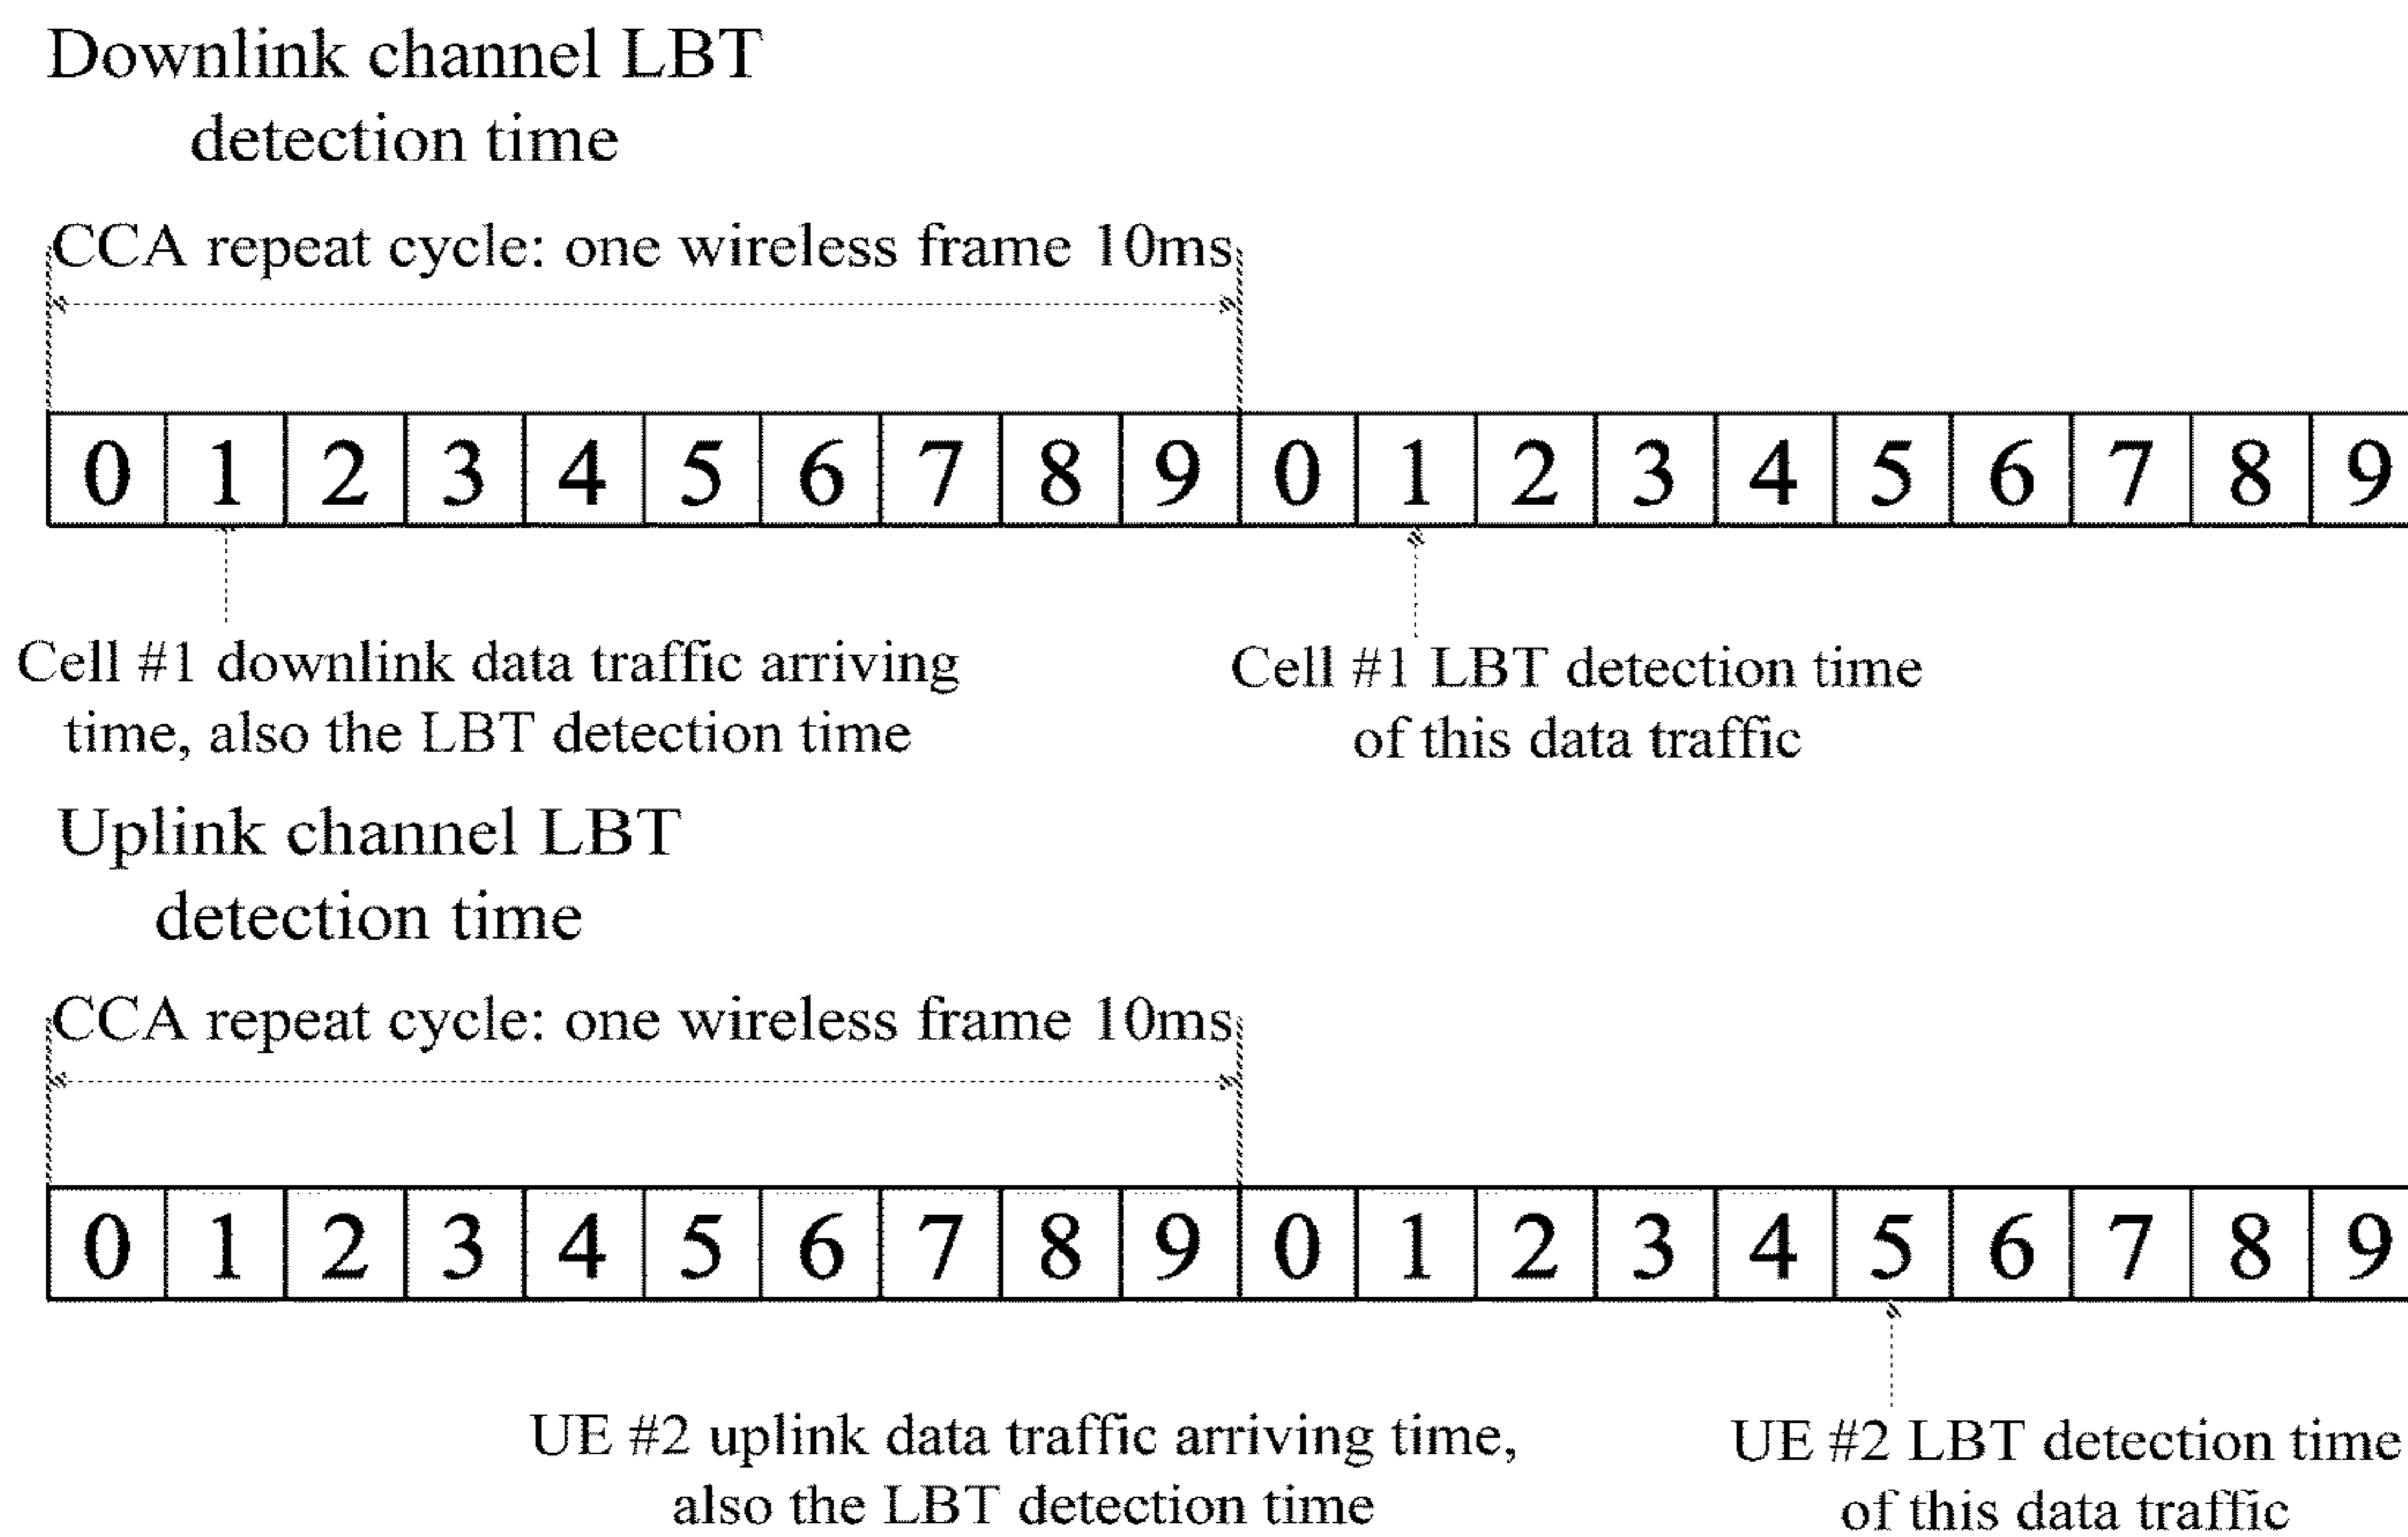 Downlink channel LBT
detection time
CCA repeat cycle: one wireless frame 10ms
0 1 2 3 4 5 6 7 8 9 0 1 2 3 4 5 6 7 8 9
Cell #1 downlink data traffic arriving
time, also the LBT detection time
Cell #1 LBT detection time
of this data traffic
Uplink channel LBT
detection time
CCA repeat cycle: one wireless frame 10ms
0 1 2 3 4 5 6 7 8 9 0 1 2 3 4 5 6 7 8 9
UE #2 uplink data traffic arriving time,
also the LBT detection time
UE #2 LBT detection time
of this data traffic